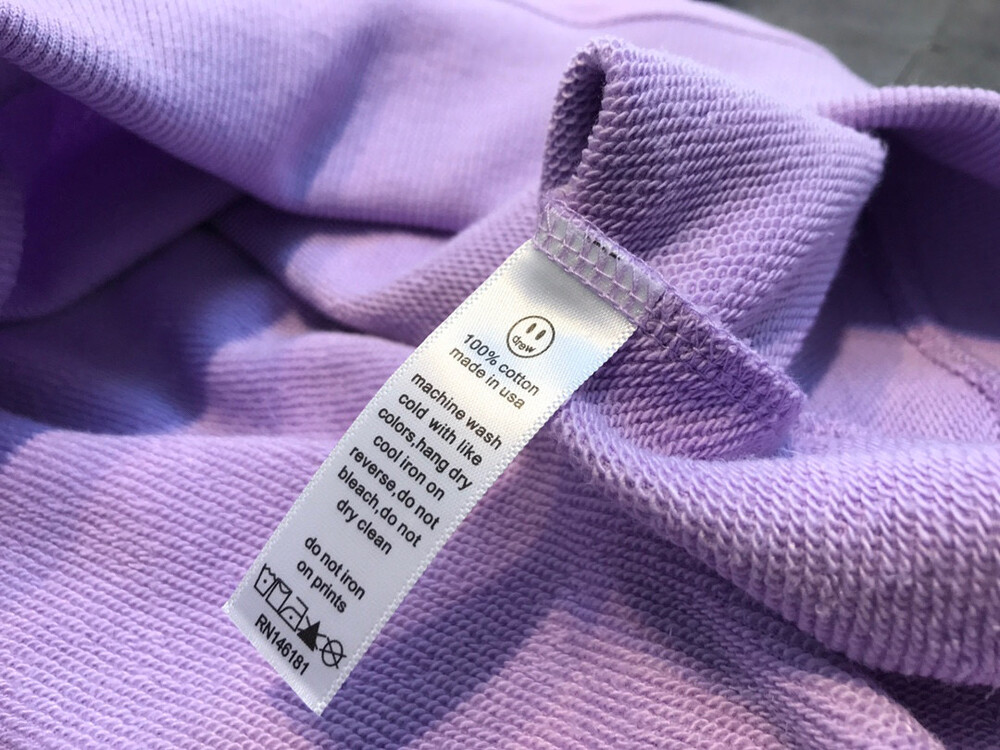 drew
100% cotton
made in usa
machine wash
cold with like
colors,hang dry
cool iron on
reverse,do not
bleach,do not
dry clean
do not iron
on prints
RN146181